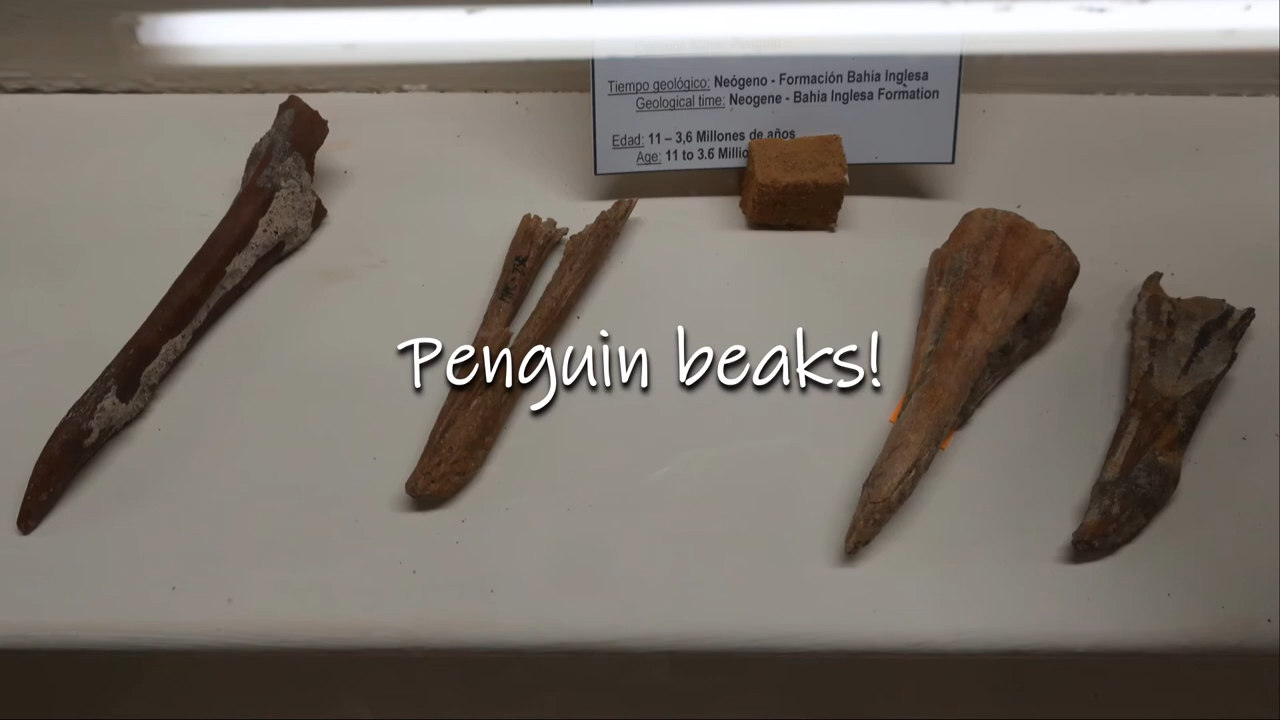 Tiempo geológico: Neógeno - Formación Bahía Inglesa
Geological time: Neogene - Bahia Inglesa Formation
Edad: 11 – 3,6 Millones de años
Age: 11 to 3.6 Millio
Penguin beaks!